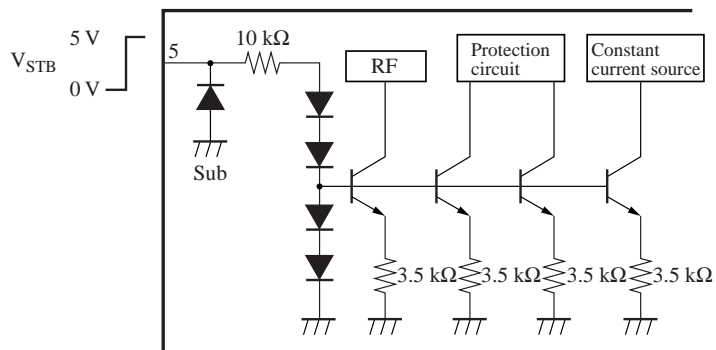 5 V
V_STB
0 V
5
10 kΩ
RF
Protection
circuit
Constant
current source
Sub
3.5 kΩ
3.5 kΩ
3.5 kΩ
3.5 kΩ